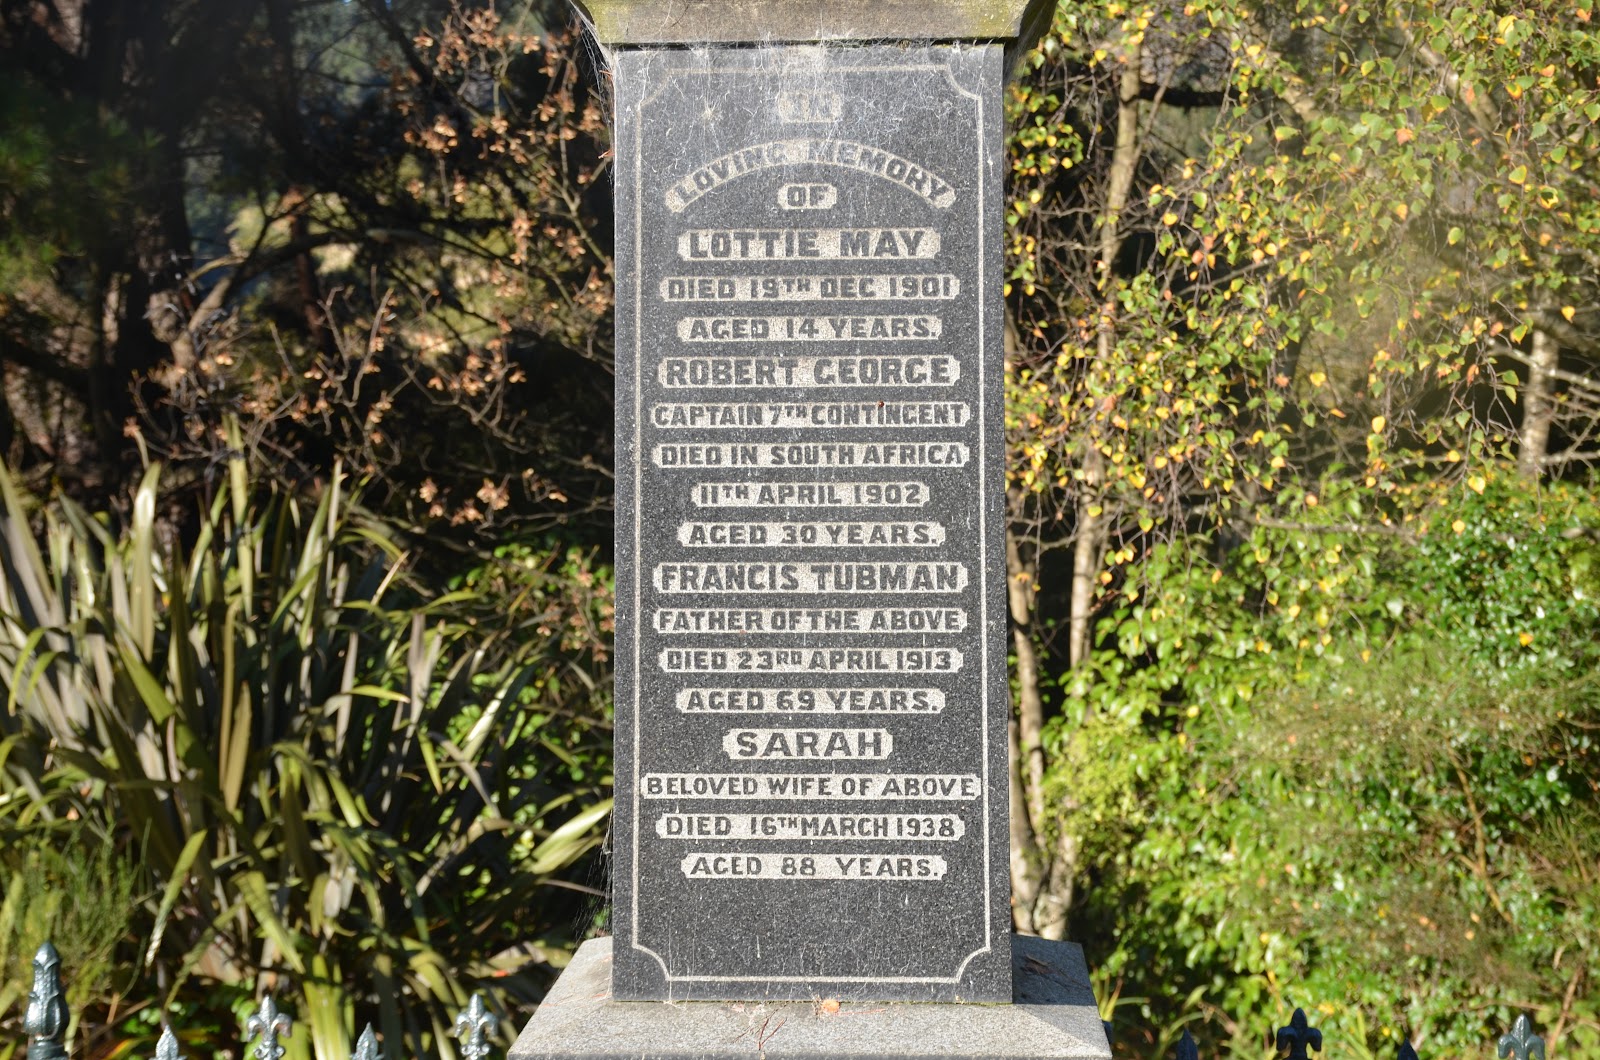 IN
LOVING MEMORY
OF
LOTTIE MAY
DIED 19TH DEC 1901
AGED 14 YEARS.
ROBERT GEORGE
CAPTAIN 7TH CONTINGENT
DIED IN SOUTH AFRICA
11TH APRIL 1902
AGED 30 YEARS.
FRANCIS TUBMAN
FATHER OF THE ABOVE
DIED 23RD APRIL 1913
AGED 69 YEARS.
SARAH
BELOVED WIFE OF ABOVE
DIED 16TH MARCH 1938
AGED 88 YEARS.